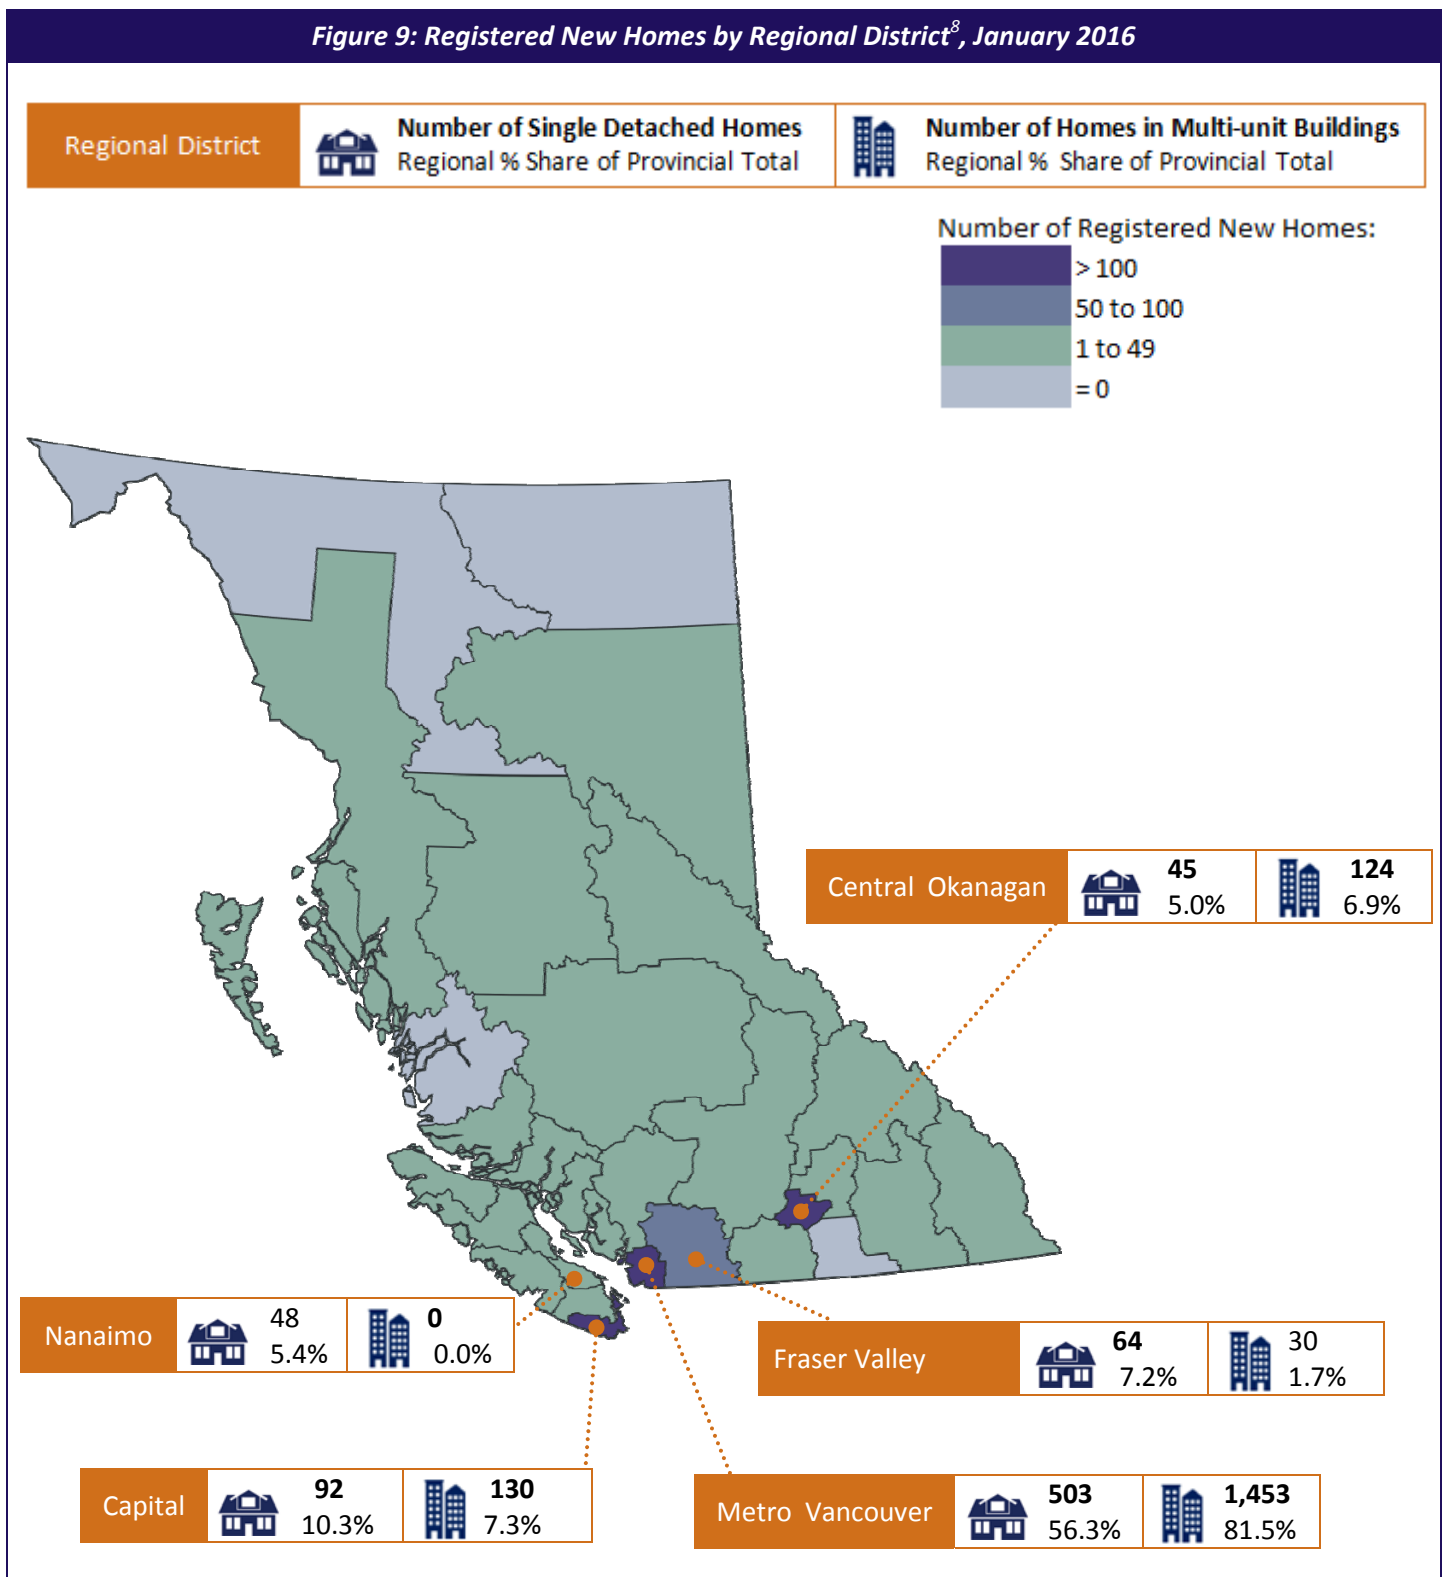 Figure 9: Registered New Homes by Regional District8, January 2016
Regional District
Number of Single Detached Homes
Regional % Share of Provincial Total
Number of Homes in Multi-unit Buildings
Regional % Share of Provincial Total
Number of Registered New Homes:
> 100
50 to 100
1 to 49
= 0
Central Okanagan
45
5.0%
124
6.9%
Nanaimo
48
5.4%
0
0.0%
Fraser Valley
64
7.2%
30
1.7%
Capital
92
10.3%
130
7.3%
Metro Vancouver
503
56.3%
1,453
81.5%